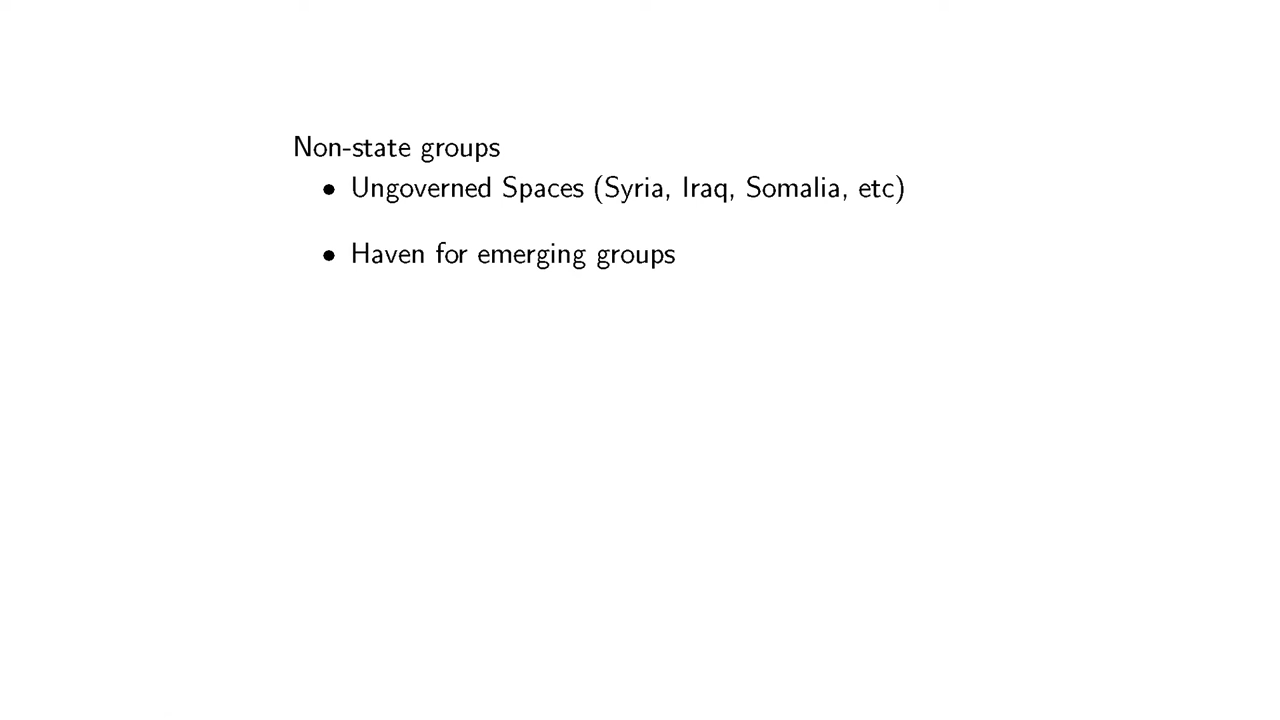 Non-state groups
• Ungoverned Spaces (Syria, Iraq, Somalia, etc)
• Haven for emerging groups